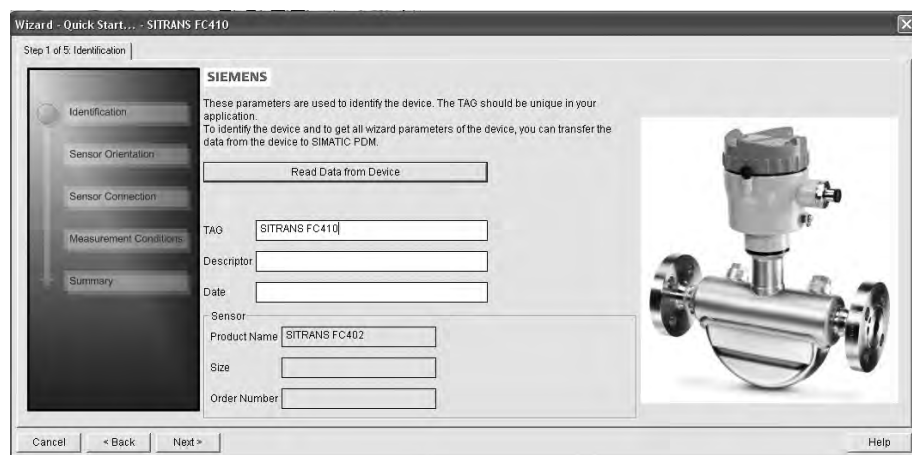 Wizard - Quick Start... - SITRANS FC410
Step 1 of 5: Identification
SIEMENS
These parameters are used to identify the device. The TAG should be unique in your
application.
To identify the device and to get all wizard parameters of the device, you can transfer the
data from the device to SIMATIC PDM.
Read Data from Device
Identification
Sensor Orientation
Sensor Connection
Measurement Conditions
Summary
TAG SITRANS FC410
Descriptor
Date
Sensor
Product Name SITRANS FC402
Size
Order Number
Cancel < Back Next > Help